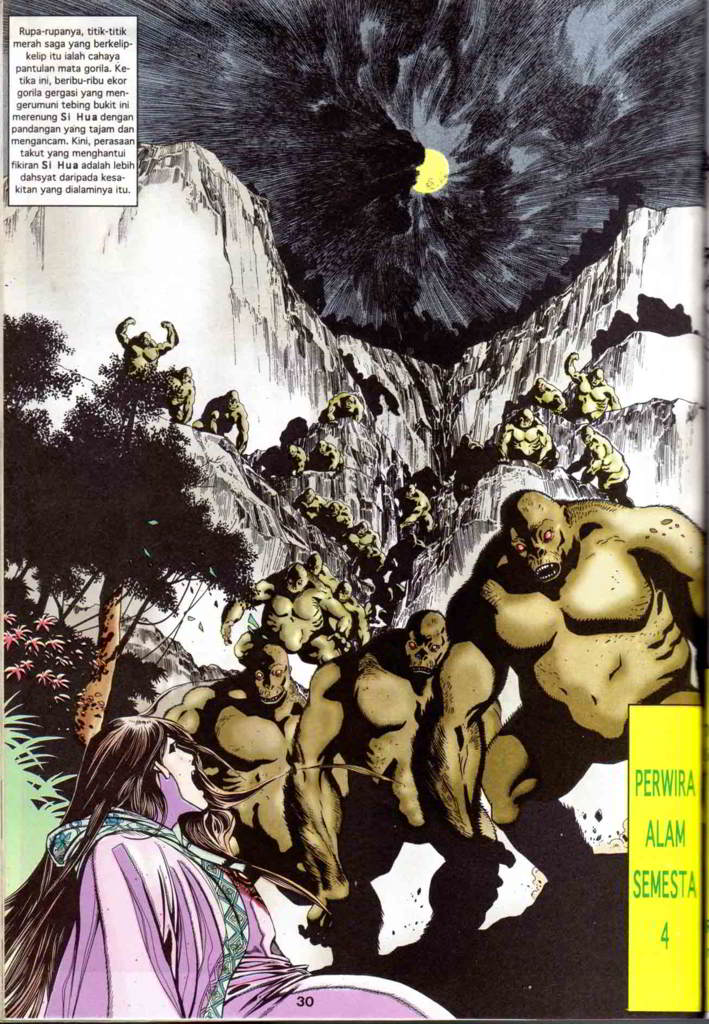 Rupa-rupanya, titik-titik
merah saga yang berkelip-
kelip itu ialah cahaya
pantulan mata gorila. Ke-
tika ini, beribu-ribu ekor
gorila gergasi yang men-
gerumuni tebing bukit ini
merenung Si Hua dengan
pandangan yang tajam dan
mengancam. Kini, perasaan
takut yang menghantui
fikiran Si Hua adalah lebih
dahsyat daripada kesa-
kitan yang dialaminya itu.
PERWIRA
ALAM
SEMESTA
4
30